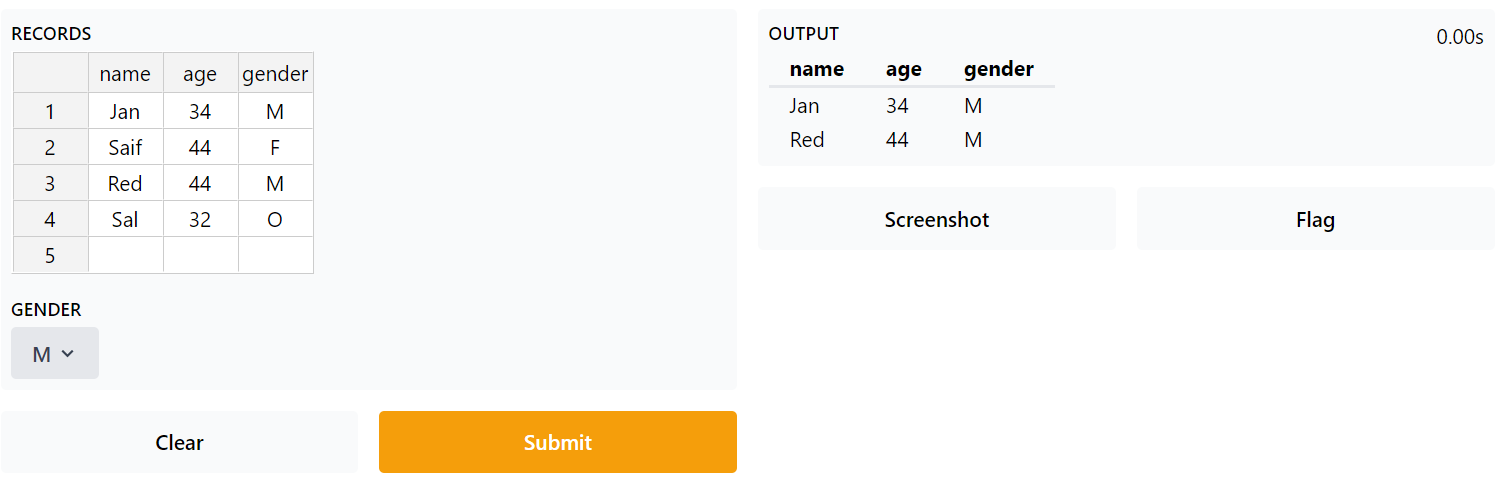 RECORDS
name age gender
1 Jan 34 M
2 Saif 44 F
3 Red 44 M
4 Sal 32 O
5
GENDER
M
Clear Submit
OUTPUT 0.00s
name age gender
Jan 34 M
Red 44 M
Screenshot Flag